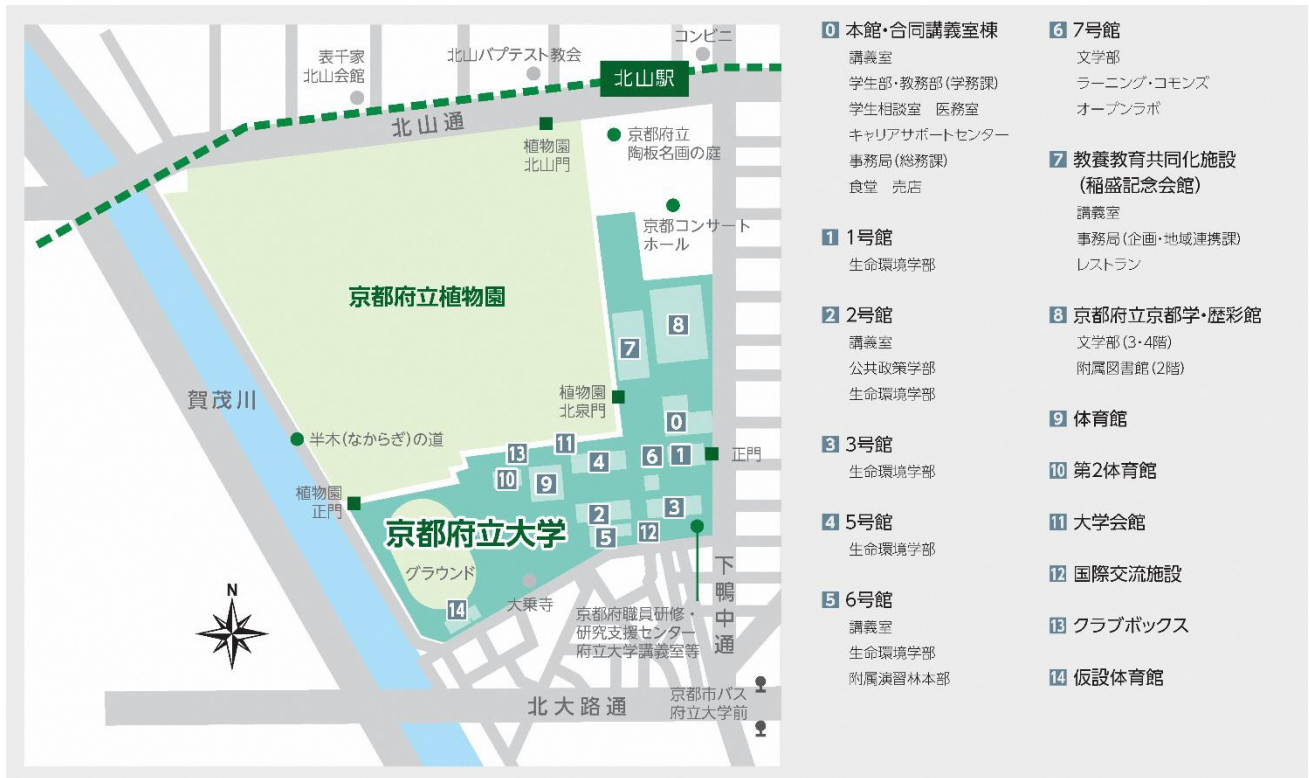 コンビニ
表千家
北山会館
北山バプテスト教会
北山駅
北山通
植物園
北山門
京都府立
陶板名画の庭
京都コンサート
ホール
京都府立植物園
8
7
賀茂川
植物園
北泉門
0
半木(なからぎ)の道
13
11
4
6
1
正門
10
9
植物園
正門
2
3
5
12
京都府立大学
グラウンド
14
大乗寺
下鴨中通
京都府職員研修・
研究支援センター
府立大学講義室等
N
北大路通
京都市バス
府立大学前
0 本館・合同講義室棟
講義室
学生部・教務部(学務課)
学生相談室 医務室
キャリアサポートセンター
事務局(総務課)
食堂 売店
1 1号館
生命環境学部
2 2号館
講義室
公共政策学部
生命環境学部
3 3号館
生命環境学部
4 5号館
生命環境学部
5 6号館
講義室
生命環境学部
附属演習林本部
6 7号館
文学部
ラーニング・コモンズ
オープンラボ
7 教養教育共同化施設
(稲盛記念会館)
講義室
事務局(企画・地域連携課)
レストラン
8 京都府立京都学・歴彩館
文学部(3・4階)
附属図書館(2階)
9 体育館
10 第2体育館
11 大学会館
12 国際交流施設
13 クラブボックス
14 仮設体育館